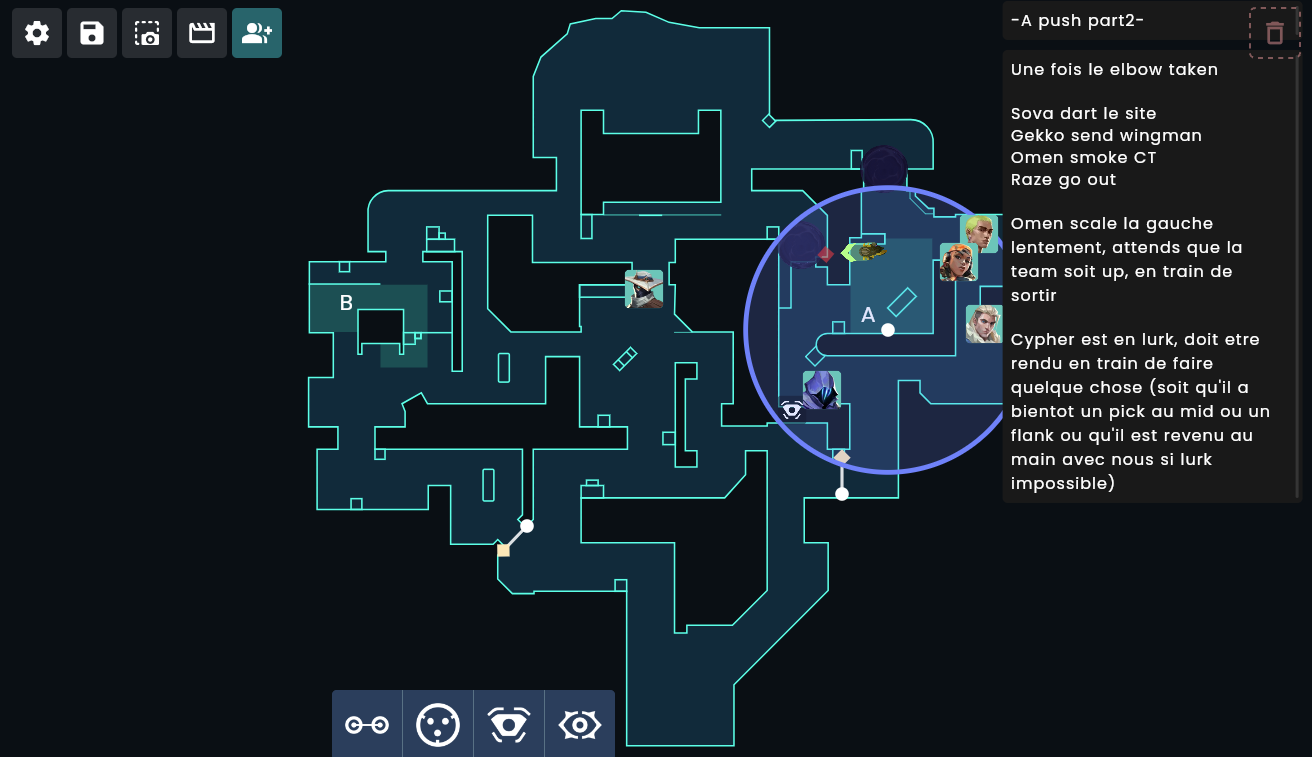 -A push part2-
Une fois le elbow taken
Sova dart le site
Gekko send wingman
Omen smoke CT
Raze go out
Omen scale la gauche
lentement, attends que la
team soit up, en train de
sortir
Cypher est en lurk, doit etre
rendu en train de faire
quelque chose (soit qu'il a
bientot un pick au mid ou un
flank ou qu'il est revenu au
main avec nous si lurk
impossible)
B
A